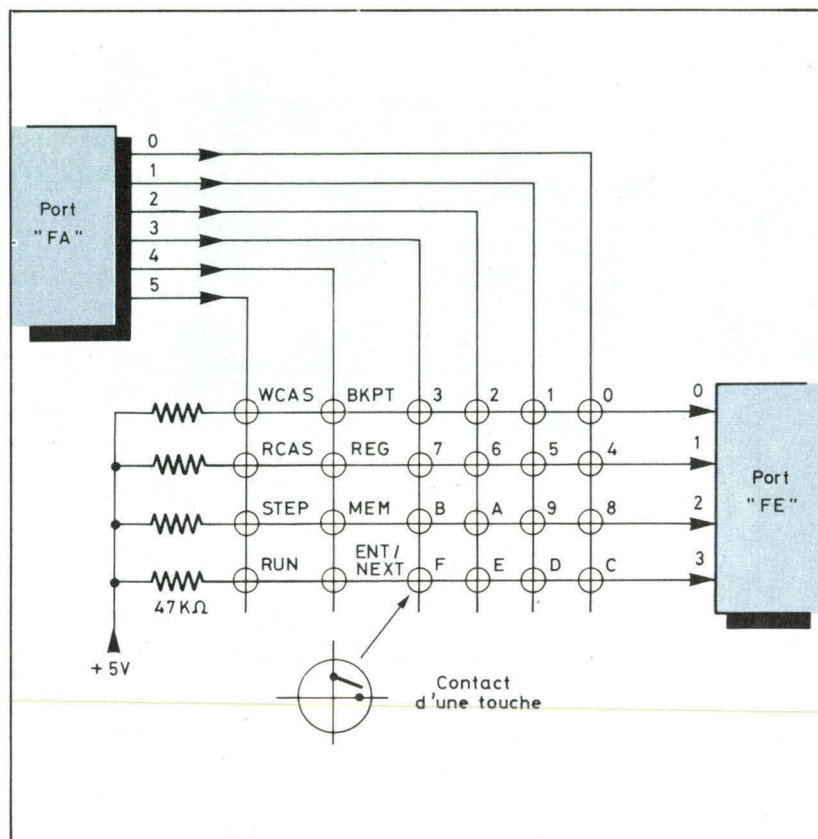 0
1
2
3
4
5
Port
"FA"
WCAS BKPT 3 2 1 0 0
RCAS REG 7 6 5 4 1
STEP MEM B A 9 8 2
RUN ENT/
NEXT F E D C 3
Port
"FE"
47KΩ
+5V
Contact
d'une touche